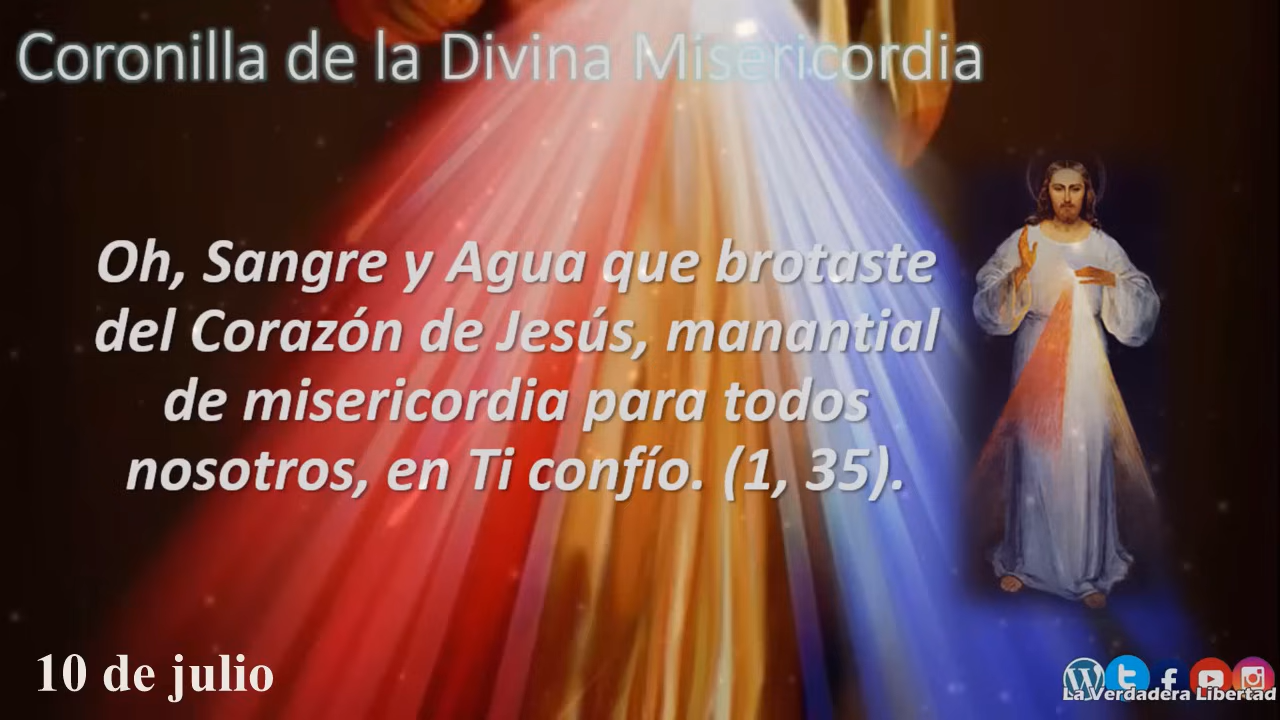 Coronilla de la Divina Misericordia
Oh, Sangre y Agua que brotaste
del Corazón de Jesús, manantial
de misericordia para todos
nosotros, en Ti confío. (1, 35).
10 de julio
La Verdadera Libertad